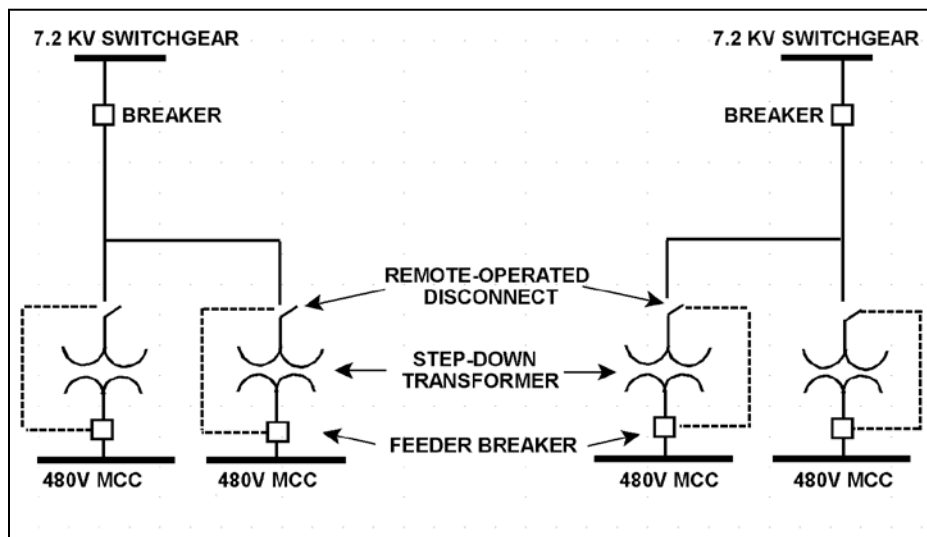 7.2 KV SWITCHGEAR
7.2 KV SWITCHGEAR
BREAKER
BREAKER
REMOTE-OPERATED
DISCONNECT
STEP-DOWN
TRANSFORMER
FEEDER BREAKER
480V MCC
480V MCC
480V MCC
480V MCC